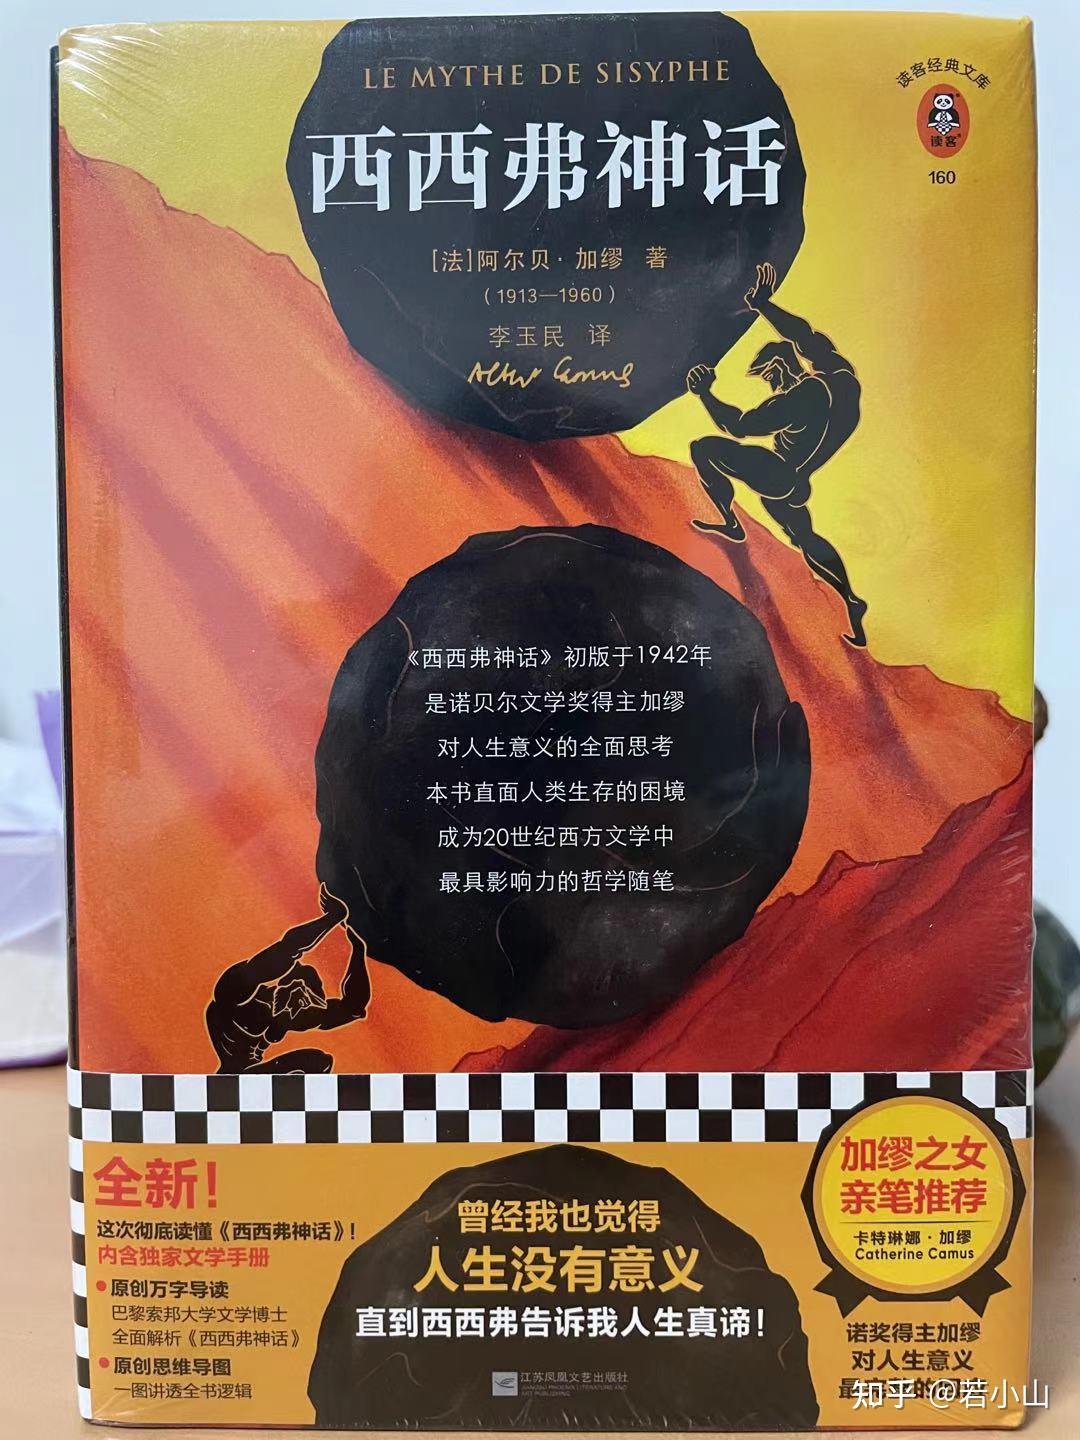 LE MYTHE DE SISYPHE
西西弗神话
[法]阿尔贝·加缪 著
(1913—1960)
李玉民 译
Albert Camus
读客经典文库
读客
160
《西西弗神话》初版于1942年
是诺贝尔文学奖得主加缪
对人生意义的全面思考
本书直面人类生存的困境
成为20世纪西方文学中
最具影响力的哲学随笔
全新!
这次彻底读懂《西西弗神话》!
内含独家文学手册
原创万字导读
巴黎索邦大学文学博士
全面解析《西西弗神话》
原创思维导图
一图讲透全书逻辑
曾经我也觉得
人生没有意义
直到西西弗告诉我人生真谛!
江苏凤凰文艺出版社
JIANGSU PHOENIX LITERATURE AND
ART PUBLISHING
加缪之女
亲笔推荐
卡特琳娜·加缪
Catherine Camus
诺奖得主加缪
对人生意义
知乎 @若小山